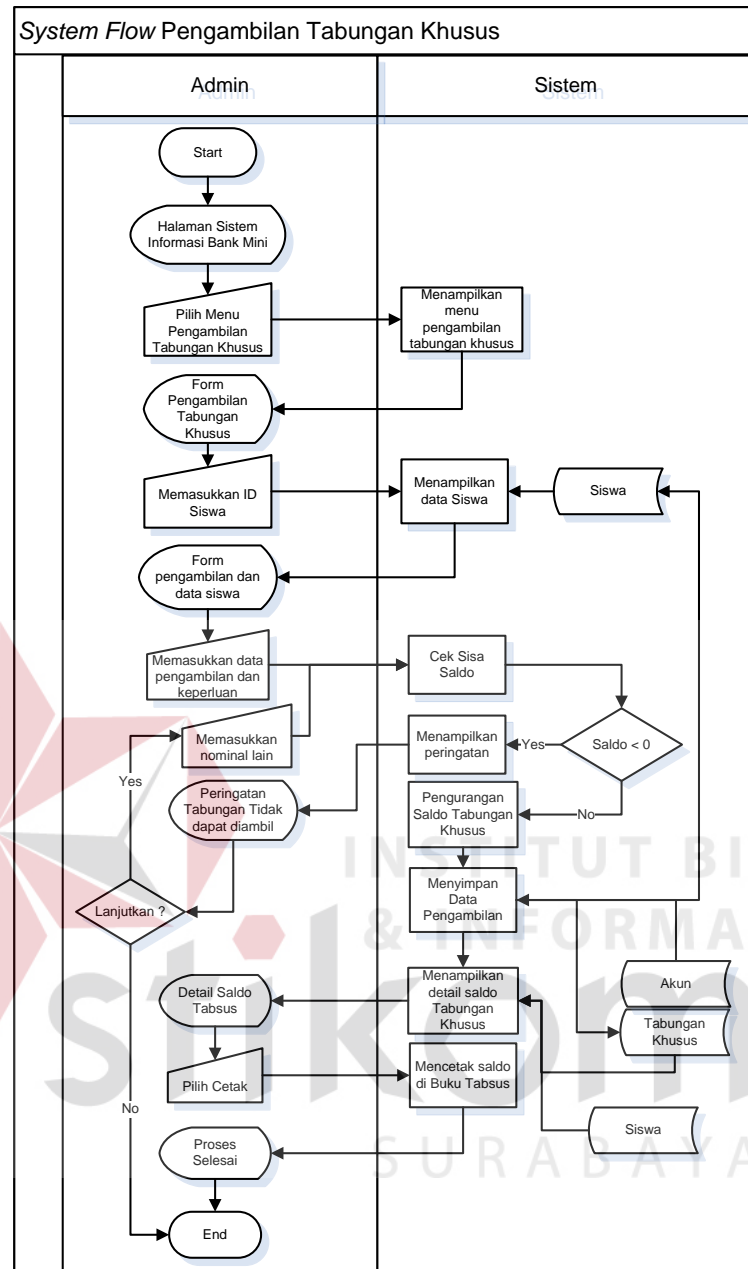 System Flow Pengambilan Tabungan Khusus
Admin
Sistem
Start
Halaman Sistem
Informasi Bank Mini
Pilih Menu
Pengambilan
Tabungan Khusus
Menampilkan
menu
pengambilan
tabungan khusus
Form
Pengambilan
Tabungan
Khusus
Memasukkan ID
Siswa
Menampilkan
data Siswa
Siswa
Form
pengambilan dan
data siswa
Memasukkan data
pengambilan dan
keperluan
Cek Sisa
Saldo
Memasukkan
nominal lain
Menampilkan
peringatan
Yes
Saldo < 0
Yes
Peringatan
Tabungan Tidak
dapat diambil
Pengurangan
Saldo Tabungan
Khusus
No
INSTITUT BI
Lanjutkan ?
Menyimpan
Data
Pengambilan
& INFORMA
stikom
Detail Saldo
Tabsus
Menampilkan
detail saldo
Tabungan
Khusus
Akun
Tabungan
Khusus
Pilih Cetak
Mencetak saldo
di Buku Tabsus
No
Siswa
Proses
Selesai
SURABAYA
End